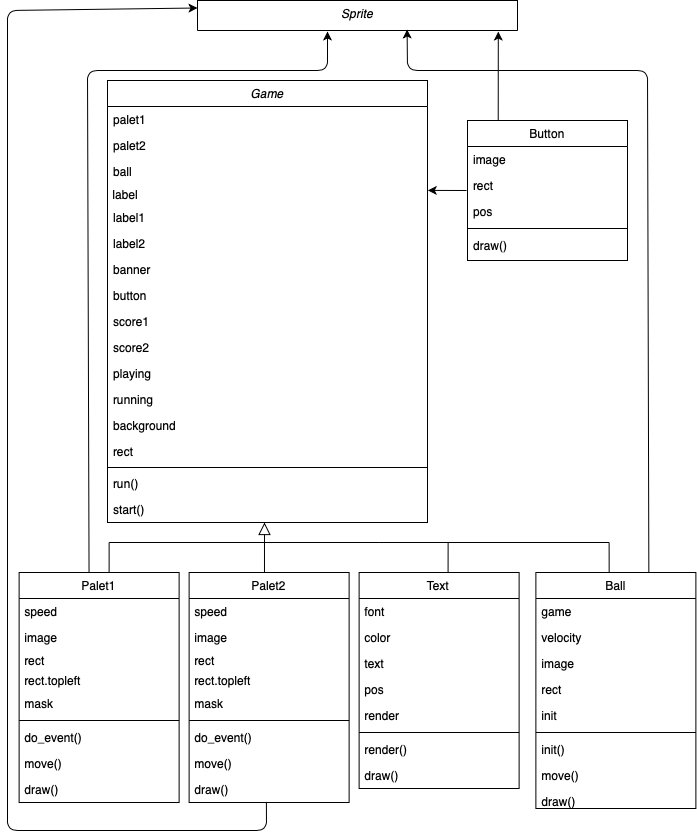 Sprite
Game
palet1
palet2
ball
label
label1
label2
banner
button
score1
score2
playing
running
background
rect
run()
start()
Button
image
rect
pos
draw()
Palet1
speed
image
rect
rect.topleft
mask
do_event()
move()
draw()
Palet2
speed
image
rect
rect.topleft
mask
do_event()
move()
draw()
Text
font
color
text
pos
render
render()
draw()
Ball
game
velocity
image
rect
init
init()
move()
draw()